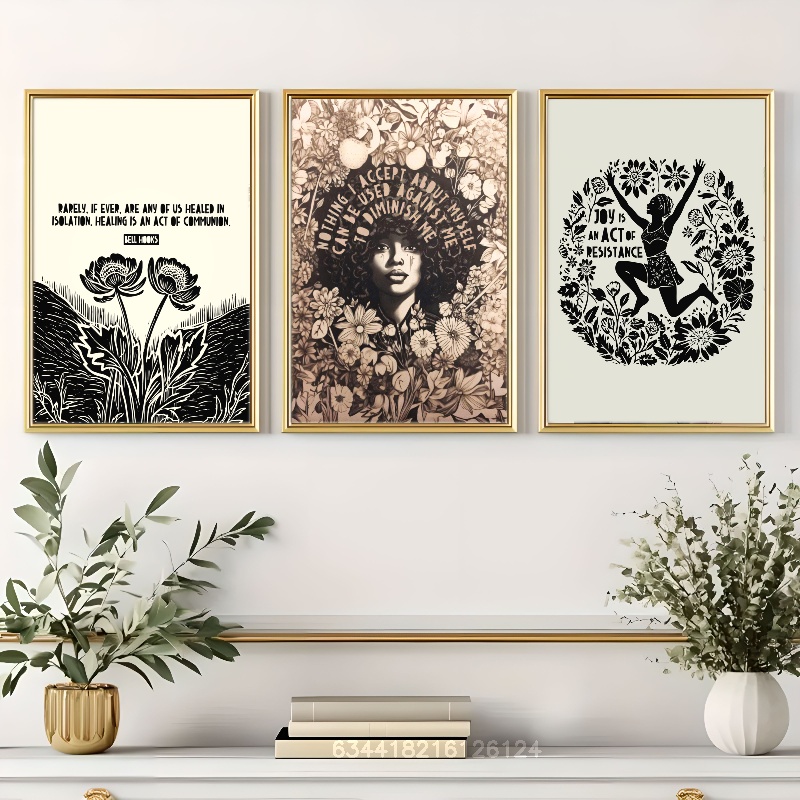 RARELY, IF EVER, ARE ANY OF US HEALED IN
ISOLATION. HEALING IS AN ACT OF COMMUNION.
BELL HOOKS
NOTHING I ACCEPT ABOUT MYSELF
CAN BE USED AGAINST ME
TO DIMINISH ME
JOY IS
AN ACT OF
RESISTANCE
634418216126124